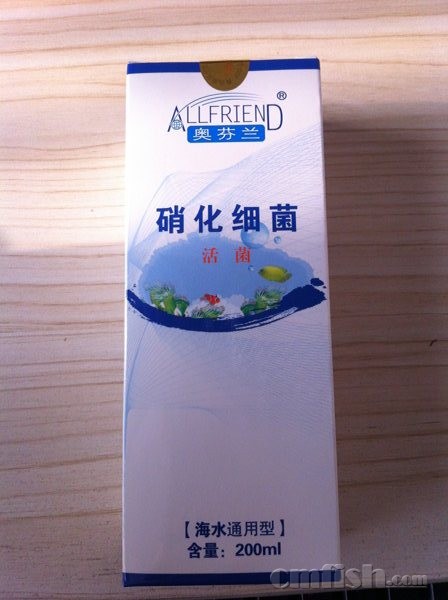 ALLFRIEND®
奥芬兰
硝化细菌
活菌
【海水通用型】
含量：200ml
cmfish.com